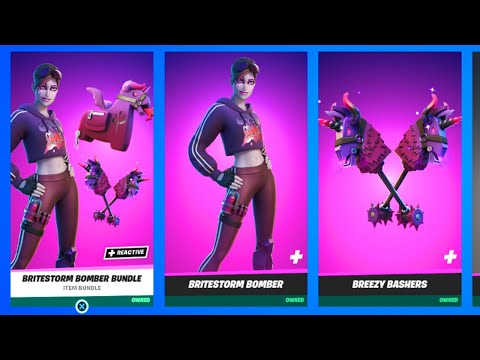 + REACTIVE
BRITESTORM BOMBER BUNDLE
ITEM BUNDLE
OWNED
BRITESTORM BOMBER
OWNED
BREEZY BASHERS
OWNED